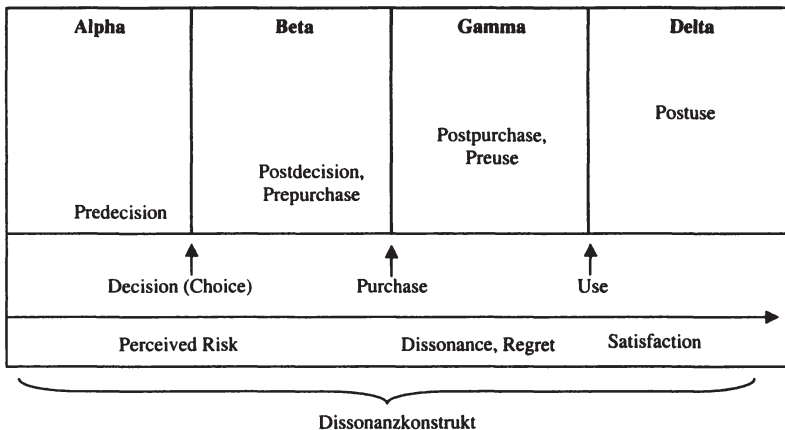 Alpha Beta Gamma Delta
Postuse
Postpurchase,
Preuse
Postdecision,
Prepurchase
Predecision
Decision (Choice) Purchase Use
Perceived Risk Dissonance, Regret Satisfaction
Dissonanzkonstrukt